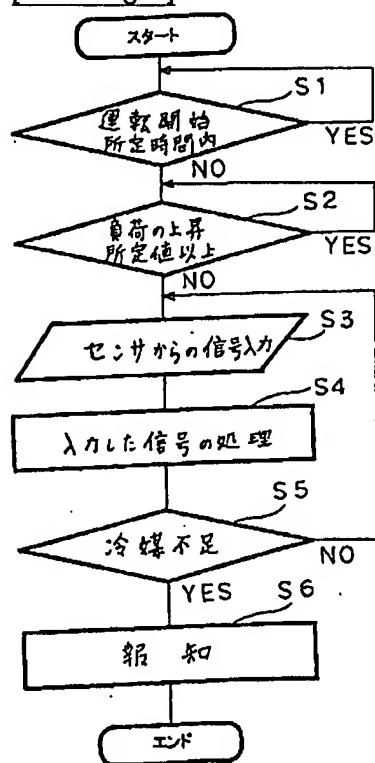 スタート
S1
運転開始
所定時間内
YES
NO
S2
負荷の上昇
所定値以上
YES
NO
S3
センサからの信号入力
S4
入力した信号の処理
S5
冷媒不足
NO
YES
S6
報知
エンド